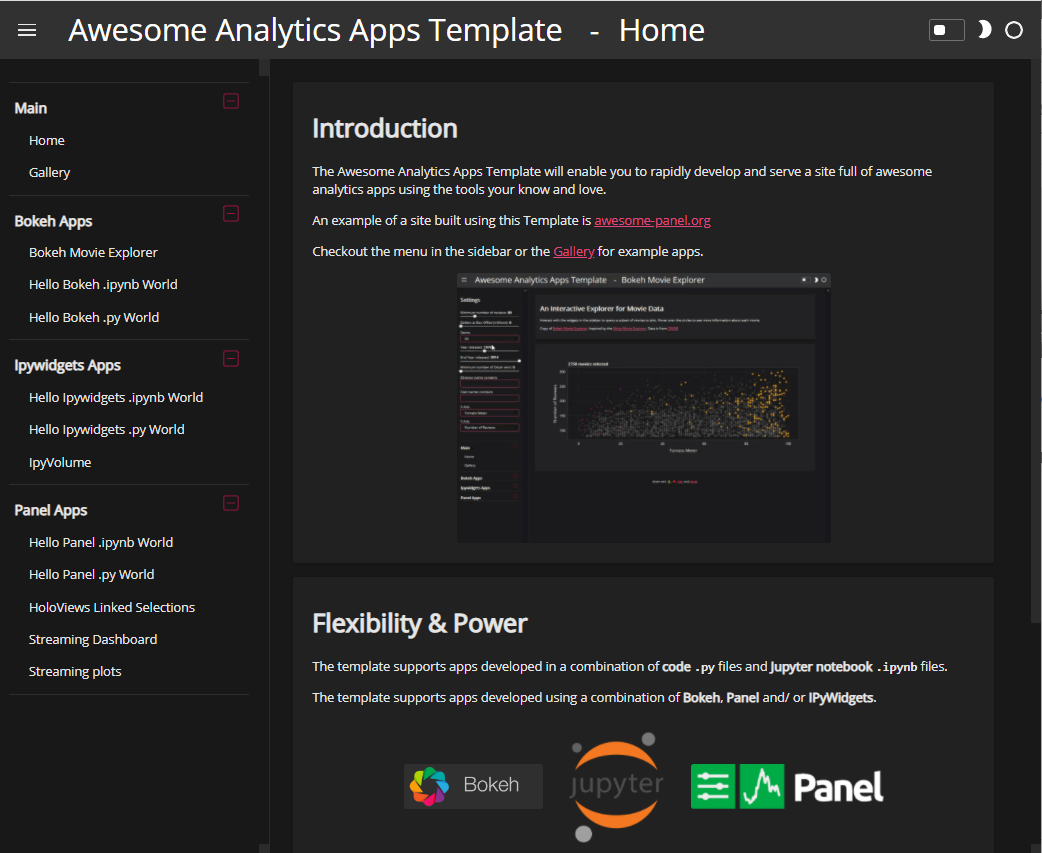 Awesome Analytics Apps Template - Home
Main
Home
Gallery
Bokeh Apps
Bokeh Movie Explorer
Hello Bokeh .ipynb World
Hello Bokeh .py World
Ipywidgets Apps
Hello Ipywidgets .ipynb World
Hello Ipywidgets .py World
IpyVolume
Panel Apps
Hello Panel .ipynb World
Hello Panel .py World
HoloViews Linked Selections
Streaming Dashboard
Streaming plots
Introduction
The Awesome Analytics Apps Template will enable you to rapidly develop and serve a site full of awesome
analytics apps using the tools your know and love.
An example of a site built using this Template is awesome-panel.org
Checkout the menu in the sidebar or the Gallery for example apps.
Awesome Analytics Apps Template - Bokeh Movie Explorer
Settings
An Interactive Explorer for Movie Data
Main
Home
Gallery
Bokeh Apps
Ipywidgets Apps
Panel Apps
Number of Reviews
Tomato Meter
Flexibility & Power
The template supports apps developed in a combination of code .py files and Jupyter notebook .ipynb files.
The template supports apps developed using a combination of Bokeh, Panel and/ or IPyWidgets.
Bokeh
jupyter
Panel